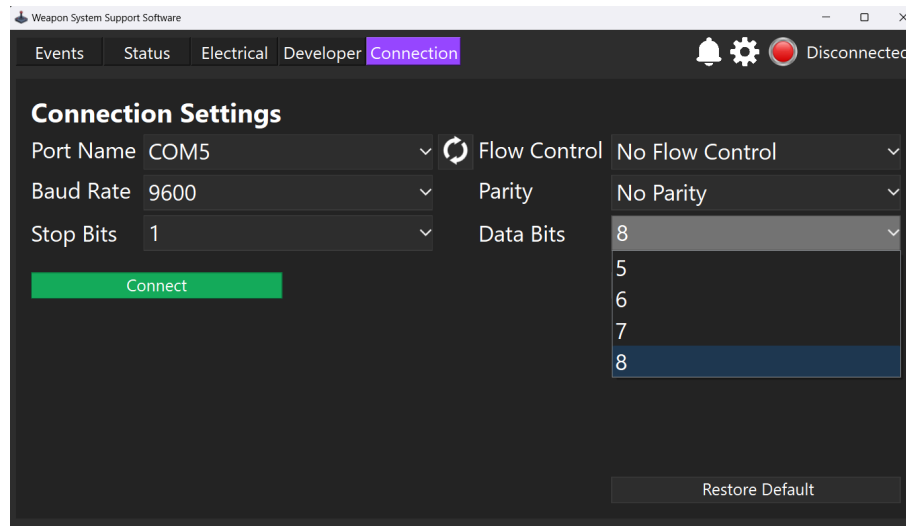 Weapon System Support Software
Events Status Electrical Developer Connection Disconnected
Connection Settings
Port Name COM5 Flow Control No Flow Control
Baud Rate 9600 Parity No Parity
Stop Bits 1 Data Bits 8
5
6
7
8
Connect
Restore Default